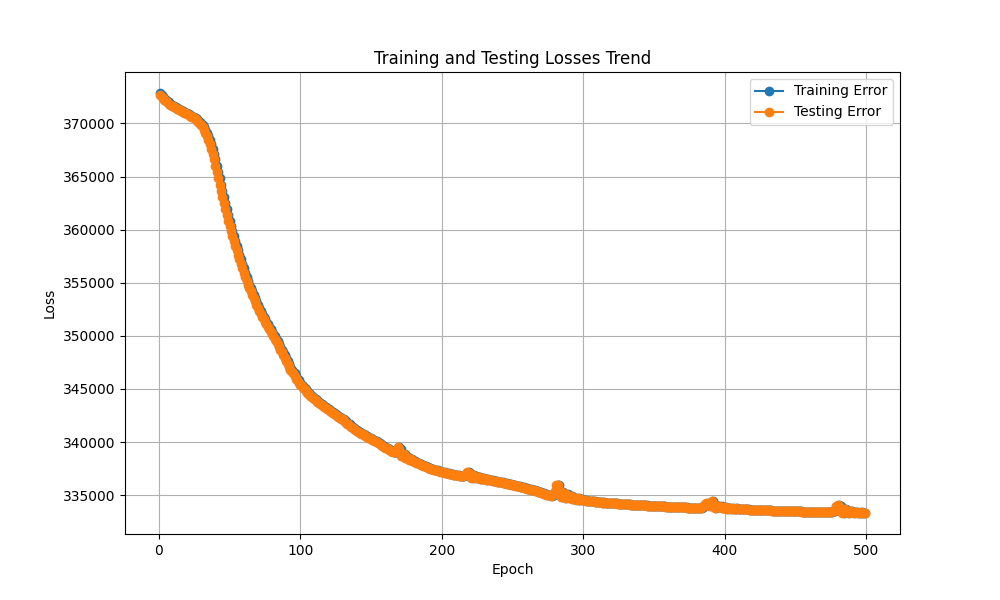 Training and Testing Losses Trend
Training Error
Testing Error
370000
365000
360000
355000
350000
345000
340000
335000
Loss
0 100 200 300 400 500
Epoch